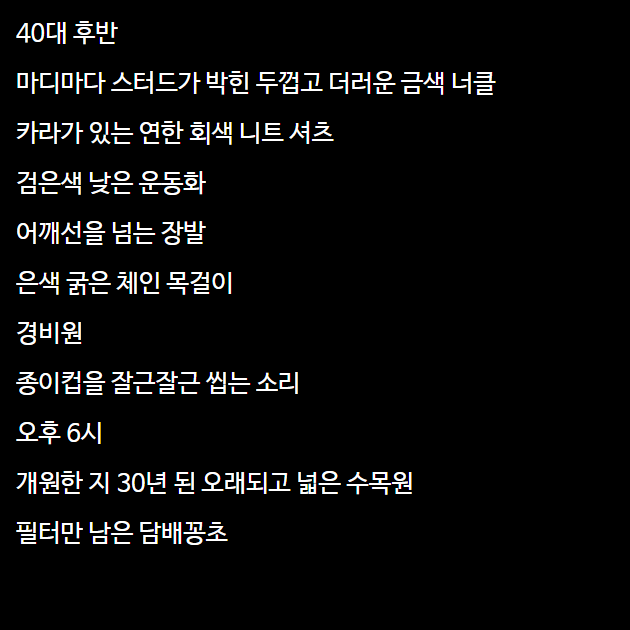 40대 후반
마디마다 스터드가 박힌 두껍고 더러운 금색 너클
카라가 있는 연한 회색 니트 셔츠
검은색 낮은 운동화
어깨선을 넘는 장발
은색 굵은 체인 목걸이
경비원
종이컵을 잘근잘근 씹는 소리
오후 6시
개원한 지 30년 된 오래되고 넓은 수목원
필터만 남은 담배꽁초